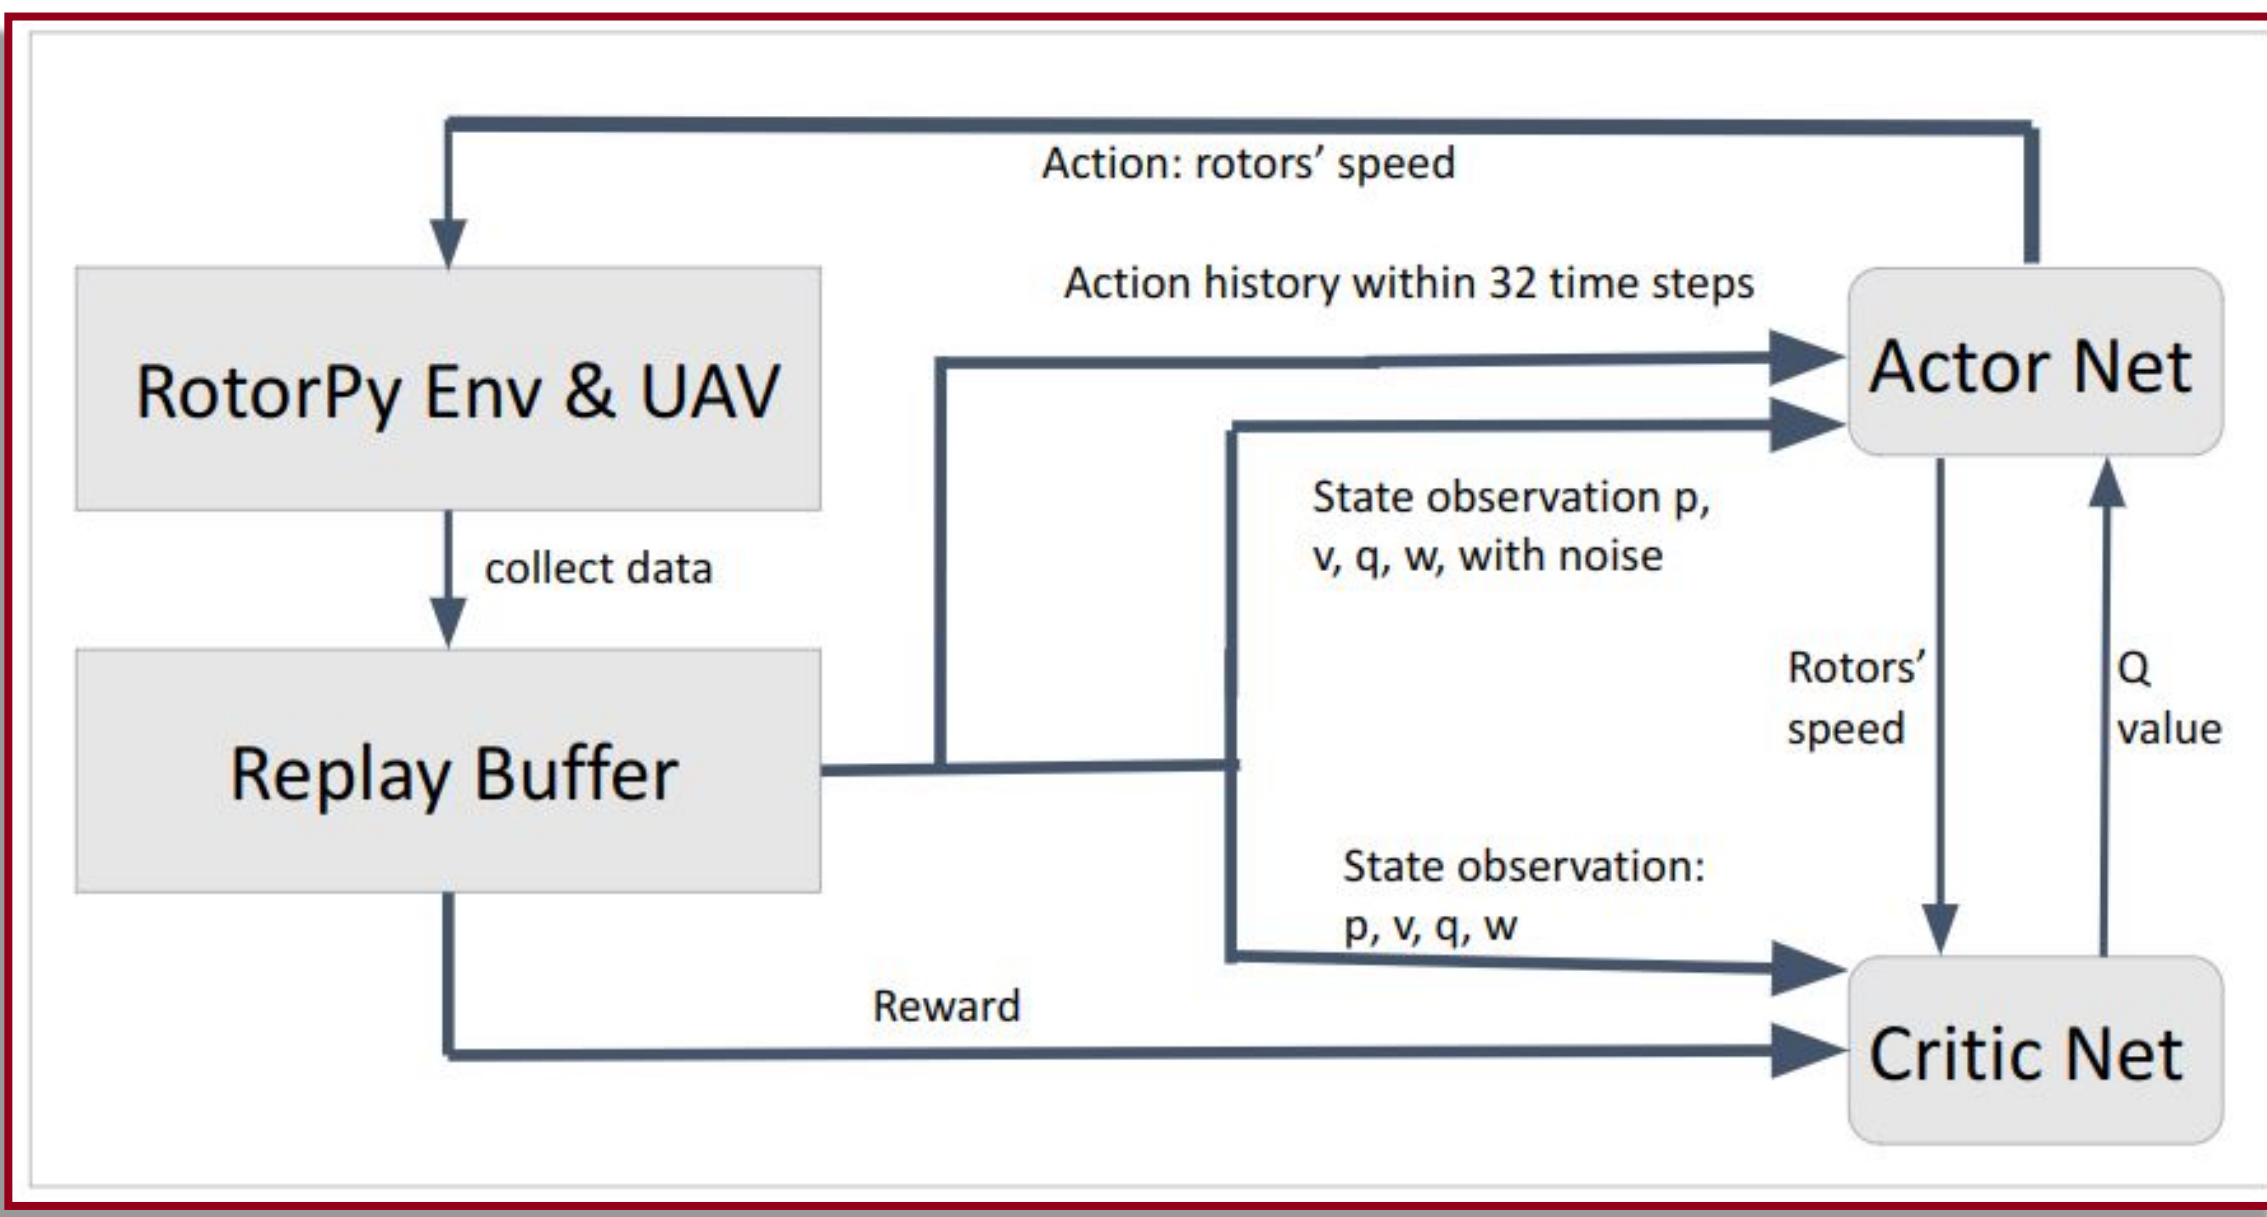 Action: rotors’ speed
Action history within 32 time steps
RotorPy Env & UAV
Actor Net
State observation p,
v, q, w, with noise
collect data
Rotors’
speed
Q
value
Replay Buffer
State observation:
p, v, q, w
Reward
Critic Net